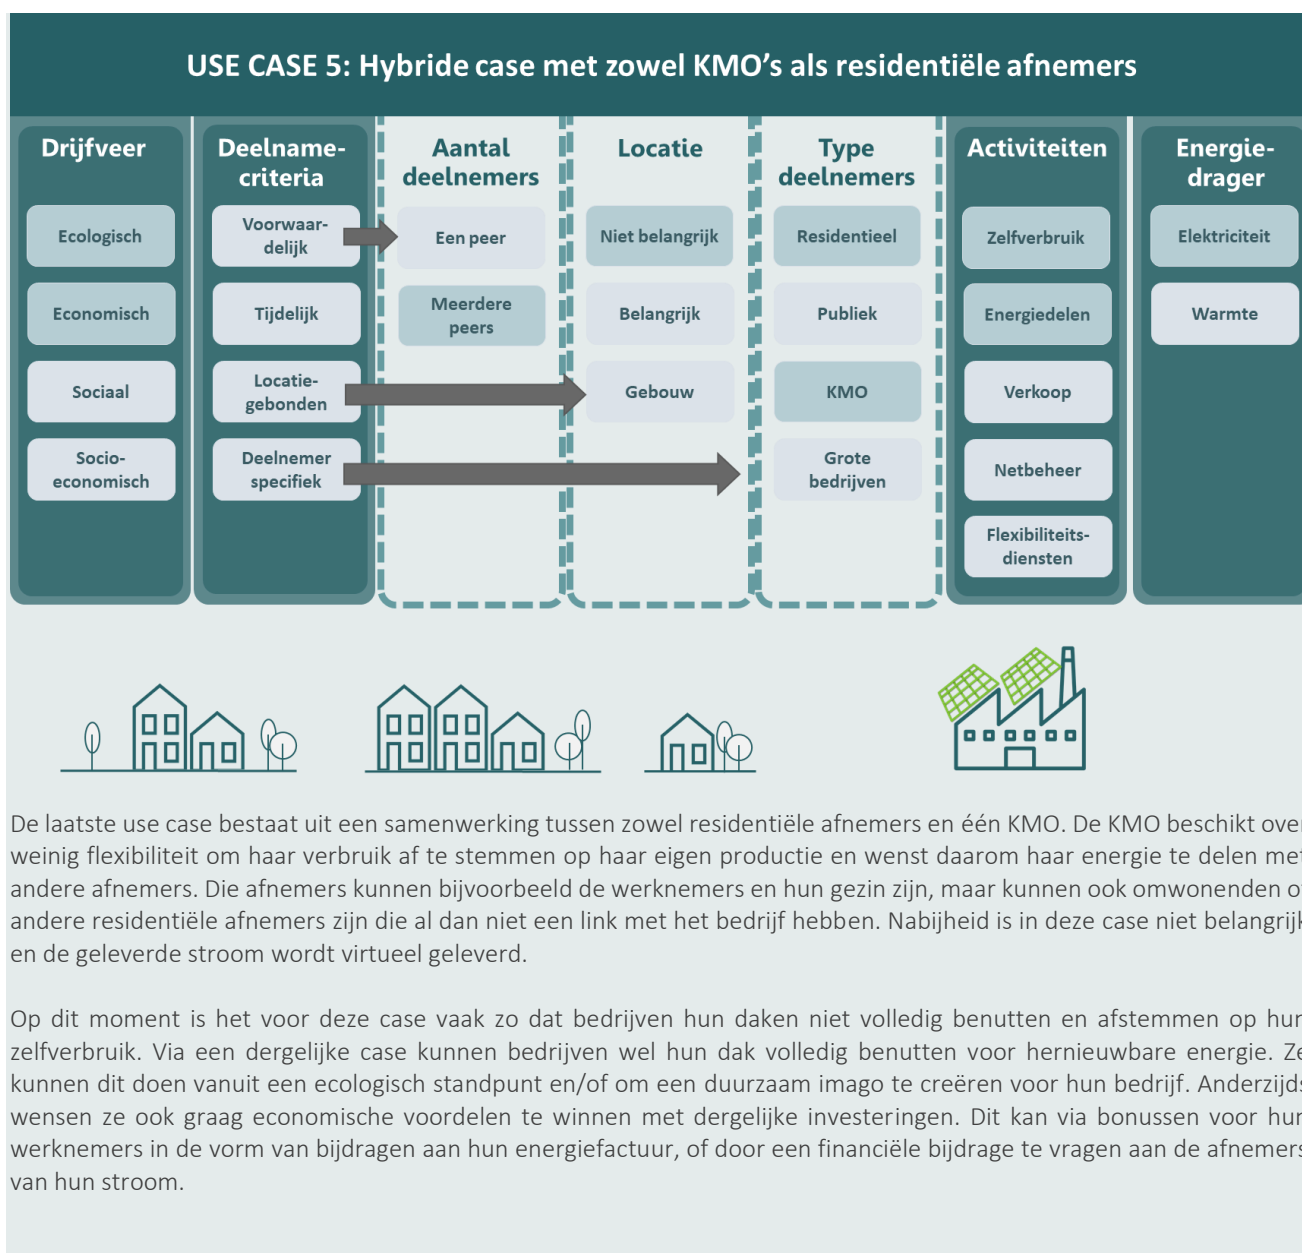 USE CASE 5: Hybride case met zowel KMO's als residentiële afnemers
Drijfveer
Ecologisch
Economisch
Sociaal
Socio-
economisch
Deelname-
criteria
Voorwaar-
delijk
Tijdelijk
Locatie-
gebonden
Deelnemer
specifiek
Aantal
deelnemers
Een peer
Meerdere
peers
Locatie
Niet belangrijk
Belangrijk
Gebouw
Type
deelnemers
Residentieel
Publiek
KMO
Grote
bedrijven
Activiteiten
Zelfverbruik
Energiedelen
Verkoop
Netbeheer
Flexibiliteits-
diensten
Energie-
drager
Elektriciteit
Warmte
De laatste use case bestaat uit een samenwerking tussen zowel residentiële afnemers en één KMO. De KMO beschikt over
weinig flexibiliteit om haar verbruik af te stemmen op haar eigen productie en wenst daarom haar energie te delen met
andere afnemers. Die afnemers kunnen bijvoorbeeld de werknemers en hun gezin zijn, maar kunnen ook omwonenden of
andere residentiële afnemers zijn die al dan niet een link met het bedrijf hebben. Nabijheid is in deze case niet belangrijk
en de geleverde stroom wordt virtueel geleverd.
Op dit moment is het voor deze case vaak zo dat bedrijven hun daken niet volledig benutten en afstemmen op hun
zelfverbruik. Via een dergelijke case kunnen bedrijven wel hun dak volledig benutten voor hernieuwbare energie. Ze
kunnen dit doen vanuit een ecologisch standpunt en/of om een duurzaam imago te creëren voor hun bedrijf. Anderzijds
wensen ze ook graag economische voordelen te winnen met dergelijke investeringen. Dit kan via bonussen voor hun
werknemers in de vorm van bijdragen aan hun energiefactuur, of door een financiële bijdrage te vragen aan de afnemers
van hun stroom.